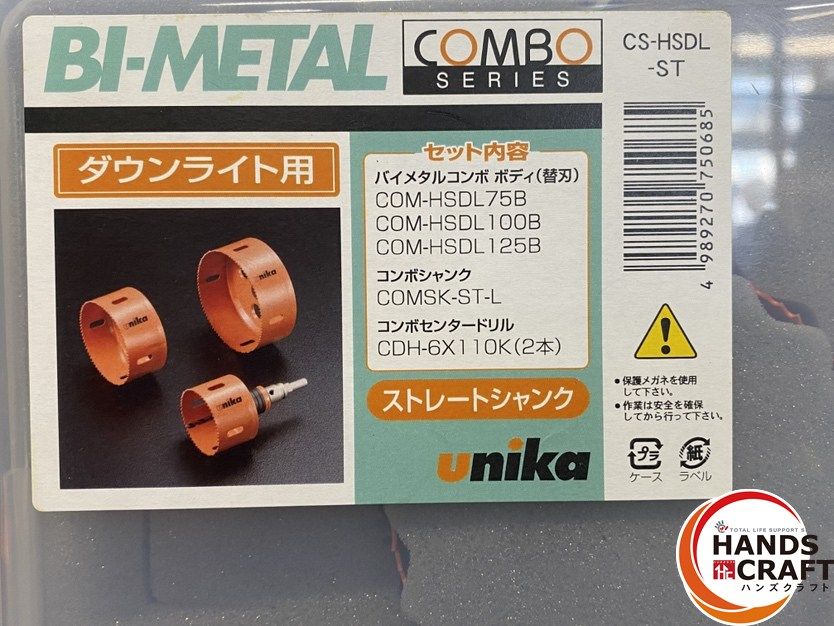 BI-METAL
COMBO
SERIES
CS-HSDL
-ST
ダウンライト用
セット内容
バイメタルコンボ ボディ(替刃)
COM-HSDL75B
COM-HSDL100B
COM-HSDL125B
コンボシャンク
COMSK-ST-L
コンボセンタードリル
CDH-6X110K(2本)
ストレートシャンク
unika
unika
unika
unika
4 989270 750685
•保護メガネを使用
して下さい。
•作業は安全を確保
してから行って下さい。
プラ
ケース
紙
ラベル
TOTAL LIFE SUPPORT
HANDS
CRAFT
ハンズクラフト